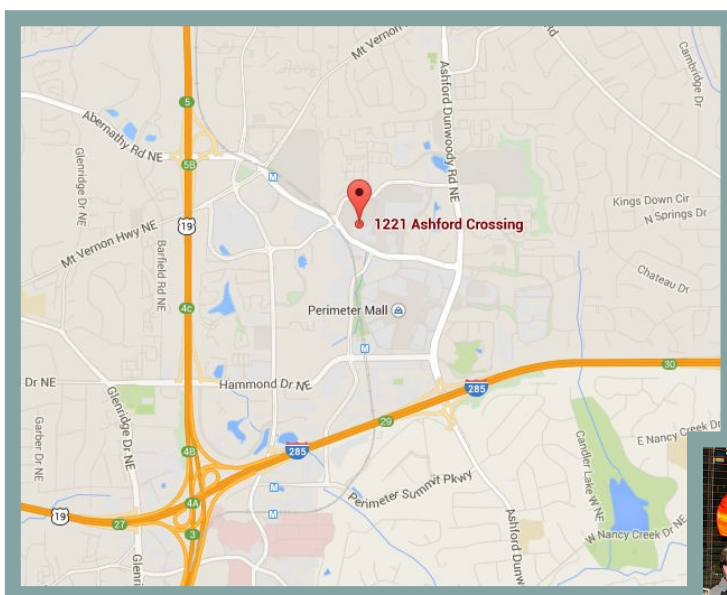 Mt Vernon Hwy
Rd
Cambridge Dr
5
Abernathy Rd NE
Ashford Dunwoody Rd NE
Glenridge Dr NE
5B
M
Kings Down Cir
N Springs Dr
19
1221 Ashford Crossing
Mt Vernon Hwy NE
Barfield Rd NE
Chateau Dr
4c
Perimeter Mall
M
30
Dr NE
Hammond Dr NE
285
Glenridge Dr NE
Garber Dr NE
29
E Nancy Creek Dr
4B
285
Candler Lake W NE
M
Perimeter Summit Pkwy
4A
19
27
3
M
Ashford Dunw
W Nancy Creek Dr NE
Glenri